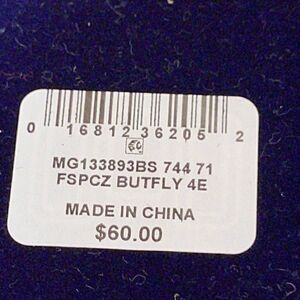 0 16812 36205 2
MG133893BS 744 71
FSPCZ BUTFLY 4E
MADE IN CHINA
$60.00